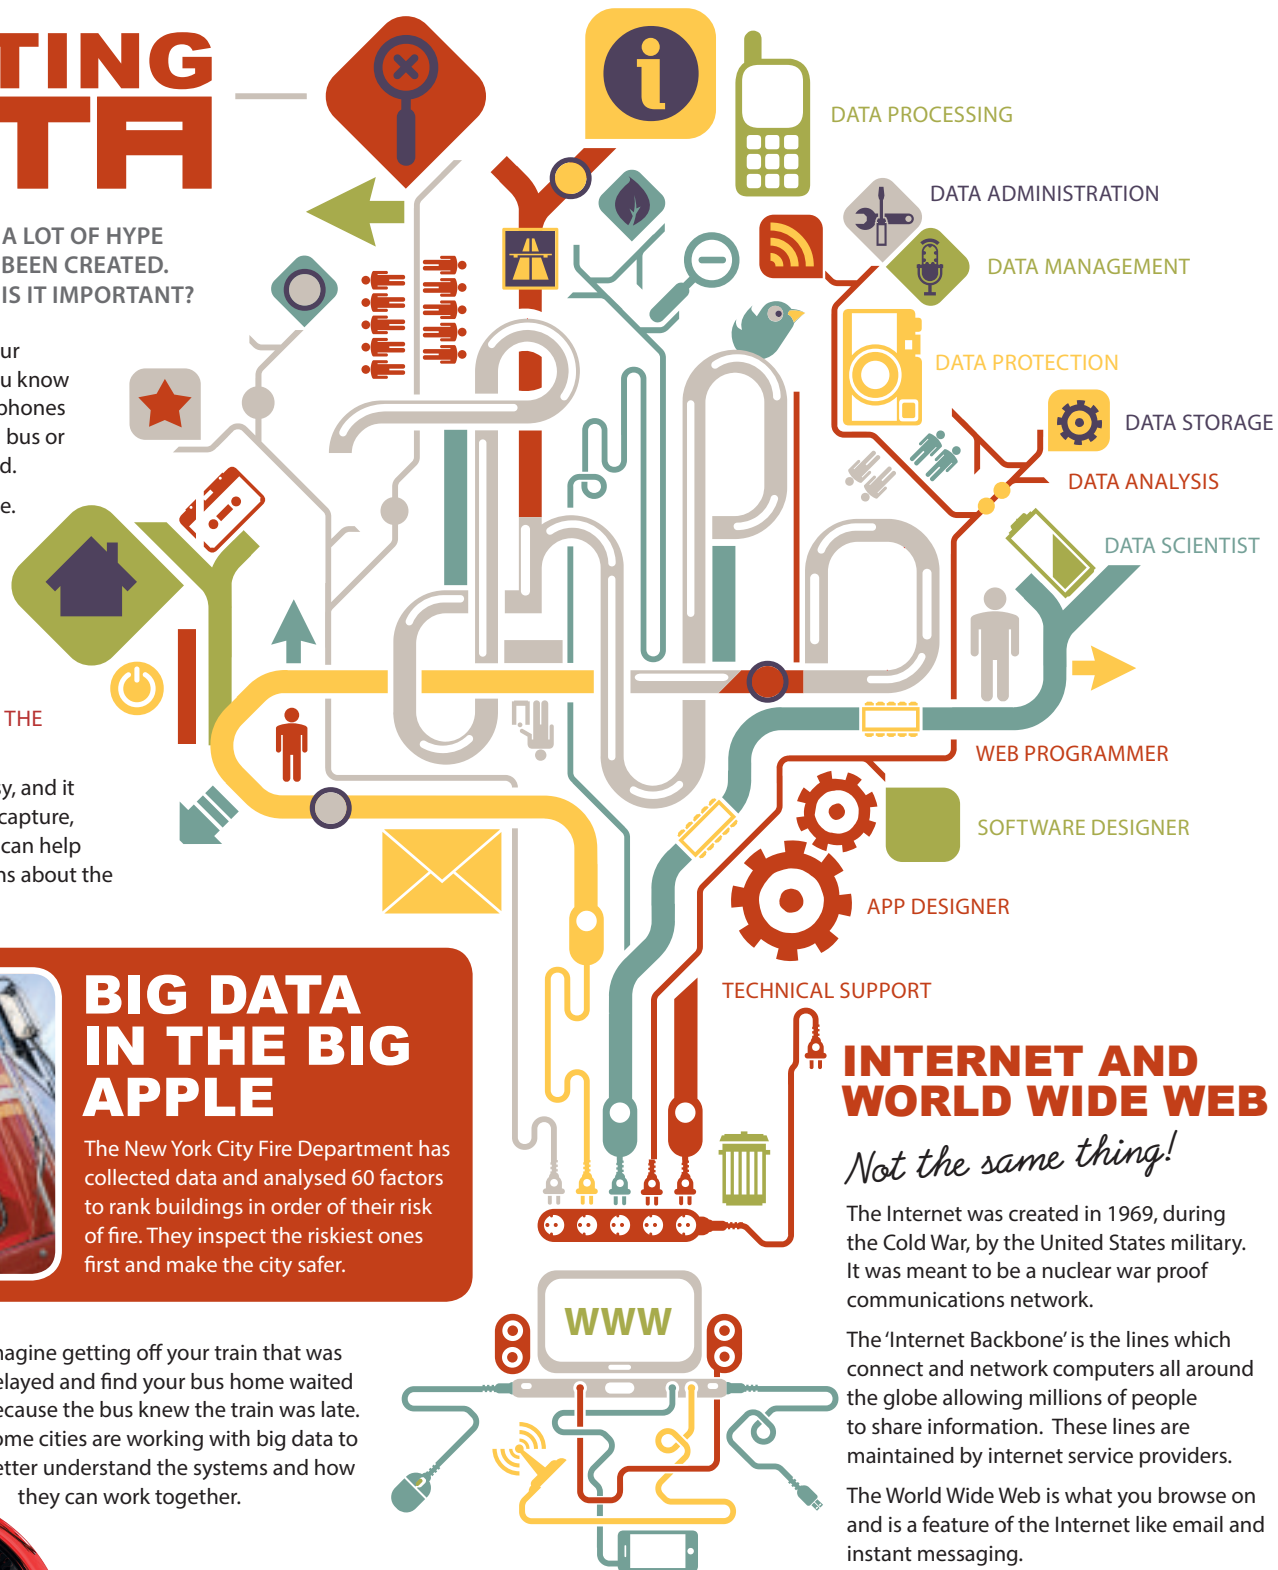 TING
TA
A LOT OF HYPE
BEEN CREATED.
IS IT IMPORTANT?
ur
u know
phones
bus or
d.
e.
THE
sy, and it
capture,
can help
ns about the
DATA PROCESSING
DATA ADMINISTRATION
DATA MANAGEMENT
DATA PROTECTION
DATA STORAGE
DATA ANALYSIS
DATA SCIENTIST
WEB PROGRAMMER
SOFTWARE DESIGNER
APP DESIGNER
TECHNICAL SUPPORT
BIG DATA
IN THE BIG
APPLE
The New York City Fire Department has
collected data and analysed 60 factors
to rank buildings in order of their risk
of fire. They inspect the riskiest ones
first and make the city safer.
magine getting off your train that was
elayed and find your bus home waited
ecause the bus knew the train was late.
ome cities are working with big data to
etter understand the systems and how
they can work together.
www
INTERNET AND
WORLD WIDE WEB
Not the same thing!
The Internet was created in 1969, during
the Cold War, by the United States military.
It was meant to be a nuclear war proof
communications network.
The ‘Internet Backbone’ is the lines which
connect and network computers all around
the globe allowing millions of people
to share information.  These lines are
maintained by internet service providers.
The World Wide Web is what you browse on
and is a feature of the Internet like email and
instant messaging.